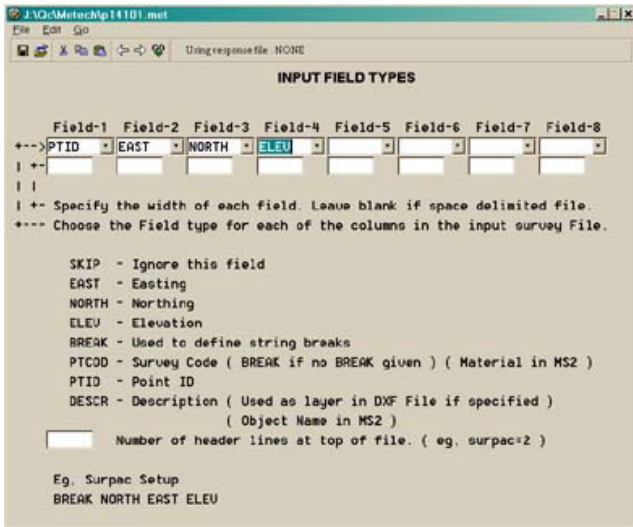 J:\Qc\Metech\p14101.met
File Edit Go
Using response file : NONE
INPUT FIELD TYPES
Field-1 Field-2 Field-3 Field-4 Field-5 Field-6 Field-7 Field-8
+-->PTID EAST NORTH ELEV
| +-
| |
| +- Specify the width of each field. Leave blank if space delimited file.
+--- Choose the Field type for each of the columns in the input survey File.
SKIP - Ignore this field
EAST - Easting
NORTH - Northing
ELEV - Elevation
BREAK - Used to define string breaks
PTCOD - Survey Code ( BREAK if no BREAK given ) ( Material in MS2 )
PTID - Point ID
DESCR - Description ( Used as layer in DXF File if specified )
( Object Name in MS2 )
Number of header lines at top of file. ( eg, surpac=2 )
Eg. Surpac Setup
BREAK NORTH EAST ELEV